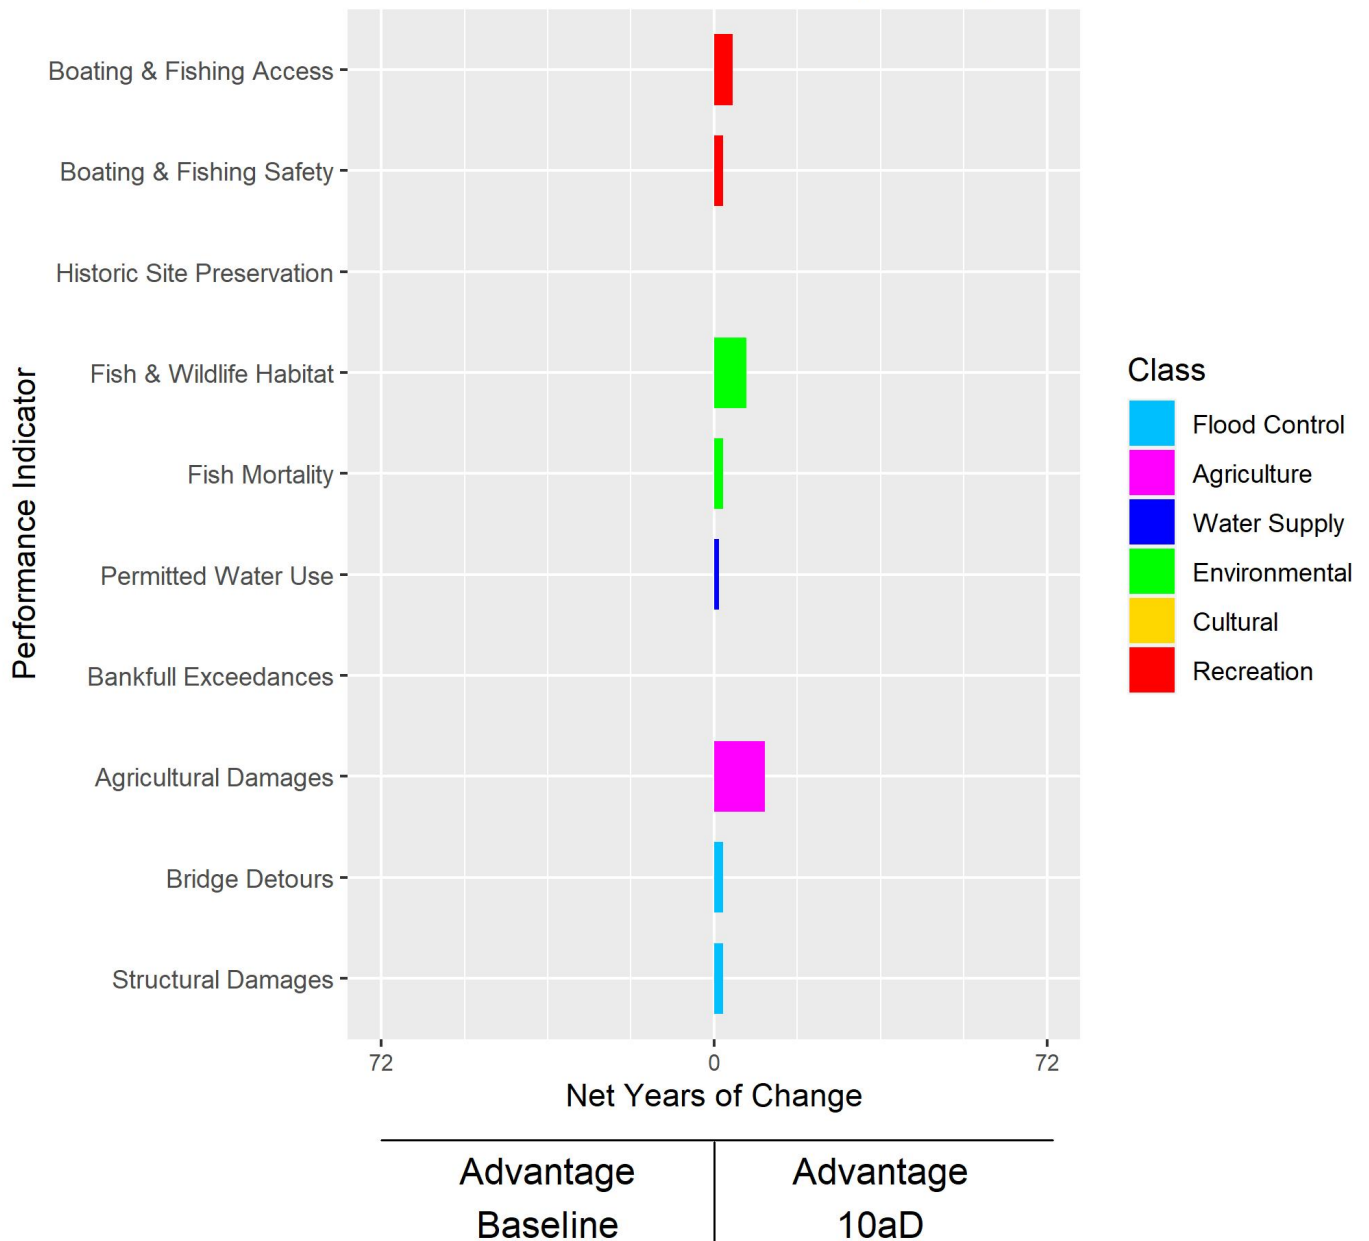 Boating & Fishing Access
Boating & Fishing Safety
Historic Site Preservation
Fish & Wildlife Habitat
Fish Mortality
Permitted Water Use
Bankfull Exceedances
Agricultural Damages
Bridge Detours
Structural Damages
Performance Indicator
72 0 72
Net Years of Change
Advantage Advantage
Baseline 10aD
Class
Flood Control
Agriculture
Water Supply
Environmental
Cultural
Recreation